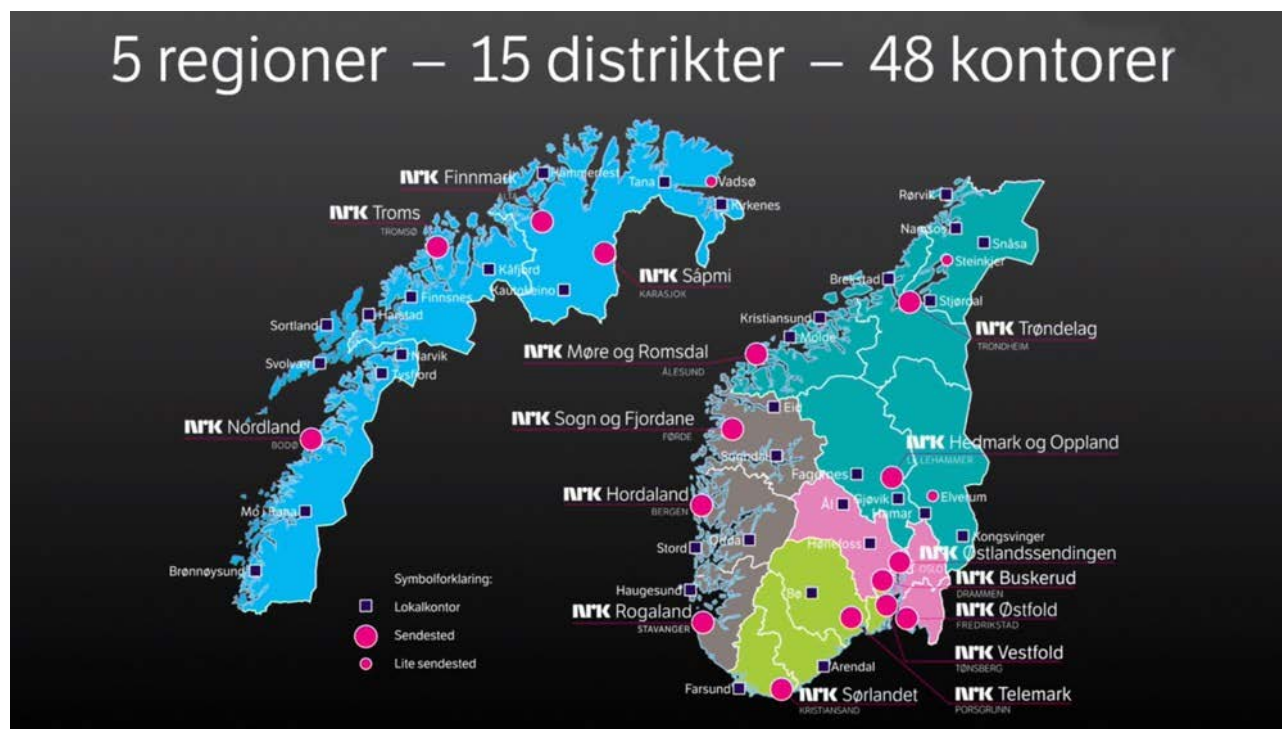 5 regioner – 15 distrikter – 48 kontorer
NRK Finnmark
ALTA
Hammerfest
Tana
Vadsø
Kirkenes
NRK Troms
TROMSØ
Kåfjord
Kautokeino
NRK Sápmi
KARASJOK
Finnsnes
Harstad
Sortland
Svolvær
Narvik
Tysfjord
NRK Nordland
BODØ
Mo i Rana
Brønnøysund
Symbolforklaring:
Lokalkontor
Sendested
Lite sendested
Rørvik
Namsos
Snåsa
Steinkjer
Brekstad
Stjørdal
NRK Trøndelag
TRONDHEIM
Kristiansund
Molde
NRK Møre og Romsdal
ÅLESUND
Eid
NRK Sogn og Fjordane
FØRDE
Sogndal
NRK Hedmark og Oppland
LILLEHAMMER
Fagernes
Gjøvik
Elverum
Hamar
Kongsvinger
NRK Hordaland
BERGEN
Ål
Hønefoss
Stord
Odda
NRK Østlandssendingen
OSLO
NRK Buskerud
DRAMMEN
Haugesund
Bø
NRK Rogaland
STAVANGER
NRK Østfold
FREDRIKSTAD
NRK Vestfold
TØNSBERG
Arendal
Farsund
NRK Sørlandet
KRISTIANSAND
NRK Telemark
PORSGRUNN